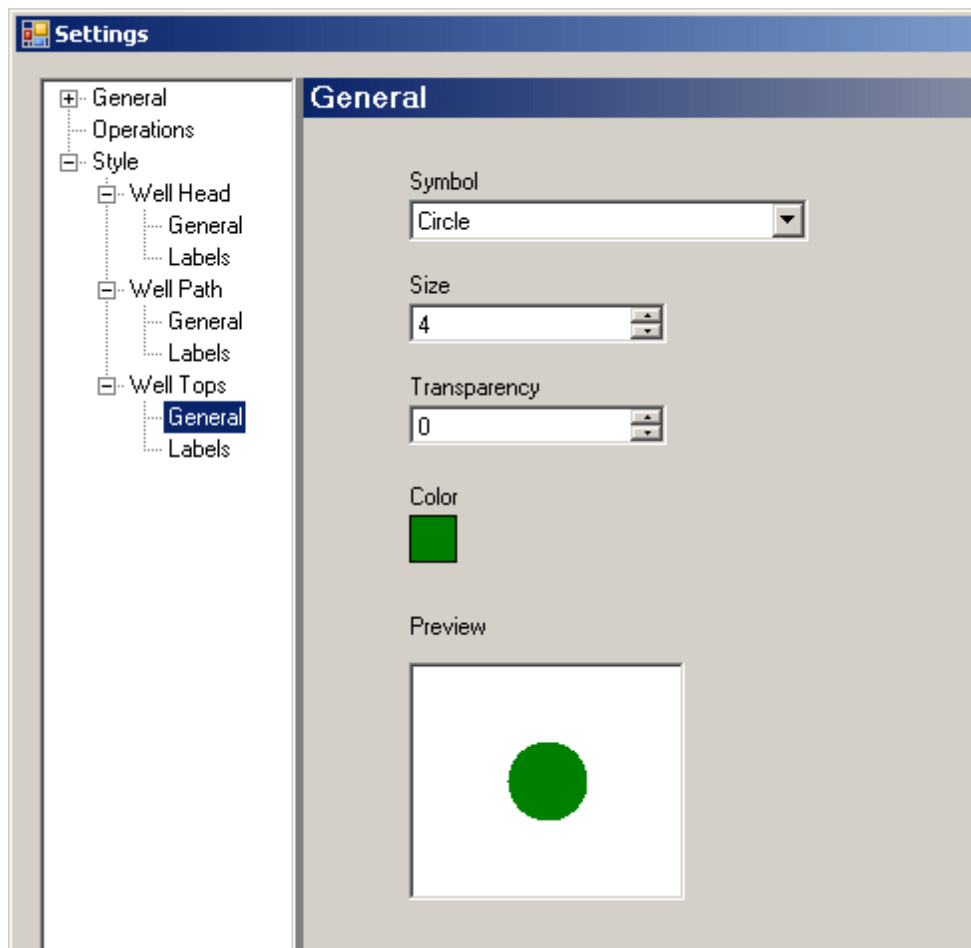 Settings
General
Operations
Style
Well Head
General
Labels
Well Path
General
Labels
Well Tops
General
Labels
General
Symbol
Circle
Size
4
Transparency
0
Color
Preview